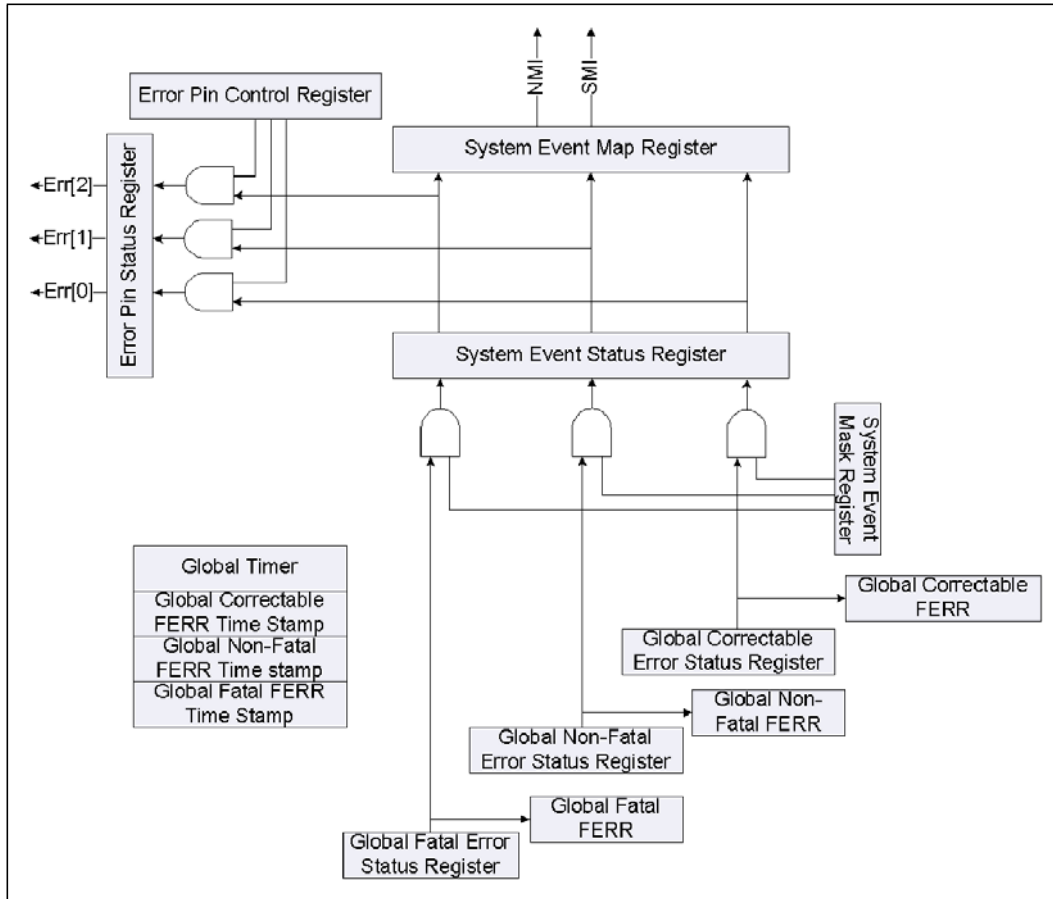 NMI
SMI
Error Pin Control Register
System Event Map Register
Error Pin Status Register
Err[2]
Err[1]
Err[0]
System Event Status Register
System Event
Mask Register
Global Timer
Global Correctable
FERR Time Stamp
Global Non-Fatal
FERR Time stamp
Global Fatal FERR
Time Stamp
Global Correctable
FERR
Global Correctable
Error Status Register
Global Non-
Fatal FERR
Global Non-Fatal
Error Status Register
Global Fatal
FERR
Global Fatal Error
Status Register